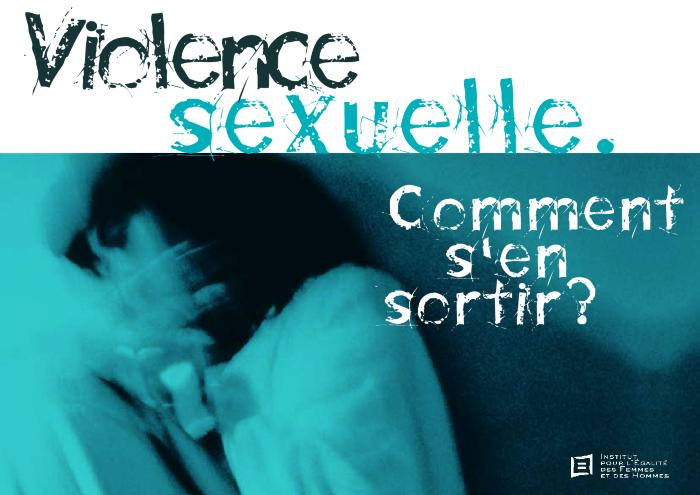 Violence
sexuelle.
Comment
s'en
sortir?
INSTITUT
POUR L'ÉGALITÉ
DES FEMMES
ET DES HOMMES